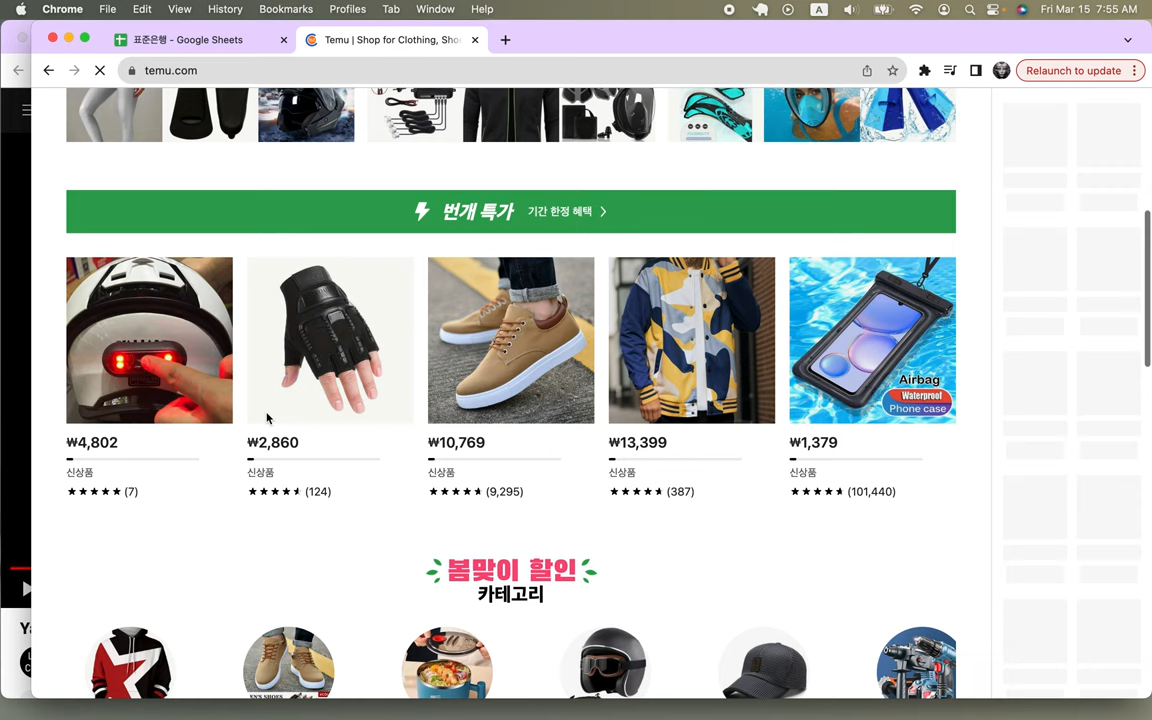 Chrome File Edit View History Bookmarks Profiles Tab Window Help
A
Fri Mar 15 7:55 AM
표준은행 - Google Sheets
Temu | Shop for Clothing, Sho
temu.com
Relaunch to update
번개 특가 기간 한정 혜택
Airbag
Waterproof
Phone case
₩4,802 ₩2,860 ₩10,769 ₩13,399 ₩1,379
신상품 신상품 신상품 신상품 신상품
(7) (124) (9,295) (387) (101,440)
봄맞이 할인
카테고리